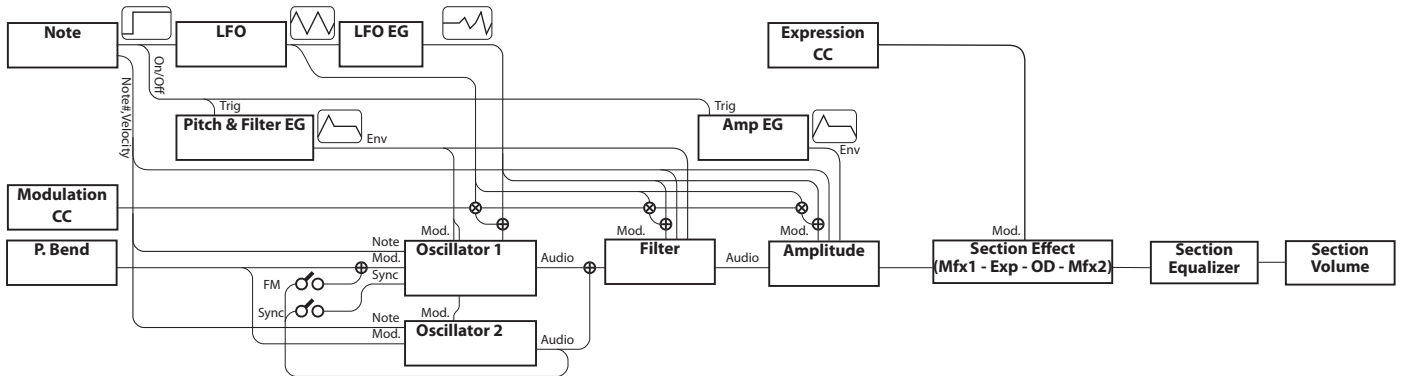 Note
LFO
LFO EG
Expression
CC
On/Off
Note#,Velocity
Trig
Pitch & Filter EG
Env
Trig
Amp EG
Env
Modulation
CC
P. Bend
Mod.
Note
Mod.
Sync
Oscillator 1
Audio
Mod.
Filter
Audio
Mod.
Amplitude
Mod.
Section Effect
(Mfx1 - Exp - OD - Mfx2)
Section
Equalizer
Section
Volume
FM
Sync
Mod.
Note
Mod.
Oscillator 2
Audio